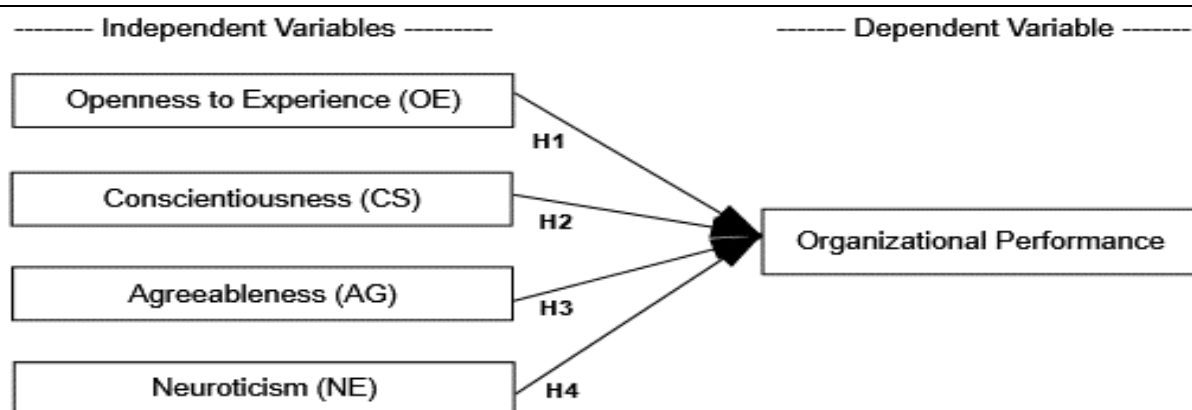 -------- Independent Variables ---------
------- Dependent Variable -------
Openness to Experience (OE)
H1
Conscientiousness (CS)
H2
Organizational Performance
Agreeableness (AG)
H3
Neuroticism (NE)
H4